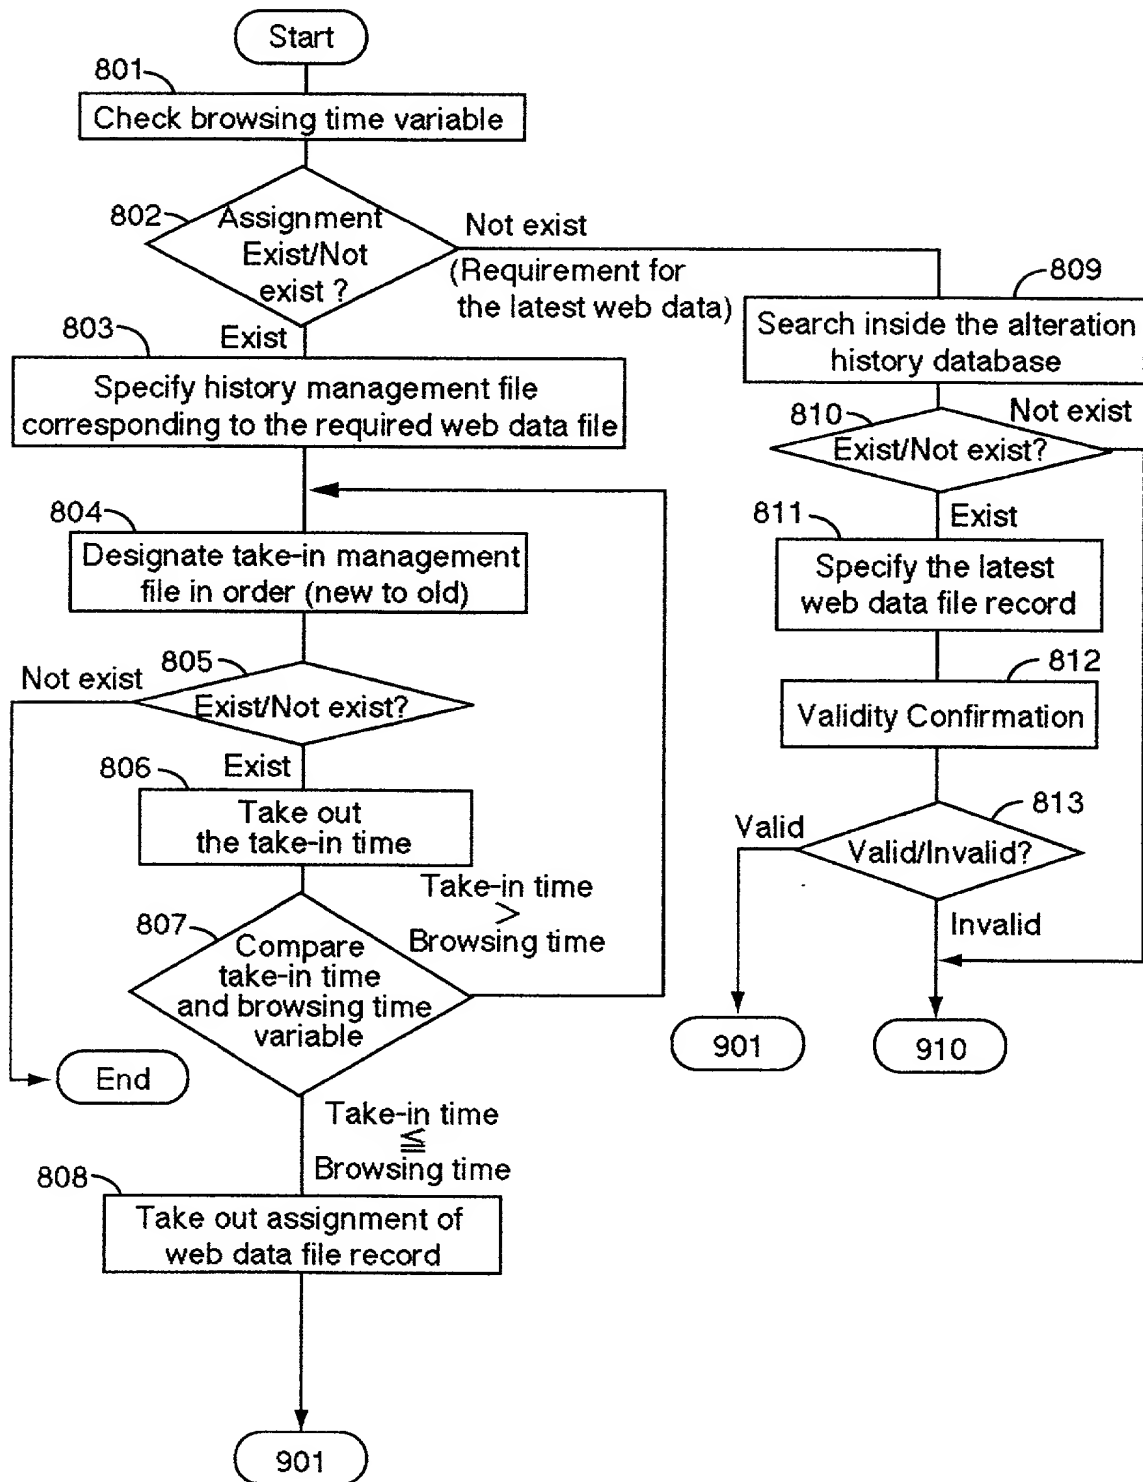 Start
801
Check browsing time variable
802
Assignment
Exist/Not
exist ?
Not exist
(Requirement for
the latest web data)
Exist
803
Specify history management file
corresponding to the required web data file
804
Designate take-in management
file in order (new to old)
805
Not exist
Exist/Not exist?
Exist
806
Take out
the take-in time
807
Compare
take-in time
and browsing time
variable
Take-in time
>
Browsing time
End
Take-in time
≦
Browsing time
808
Take out assignment of
web data file record
901
809
Search inside the alteration
history database
810
Not exist
Exist/Not exist?
Exist
811
Specify the latest
web data file record
812
Validity Confirmation
813
Valid
Valid/Invalid?
Invalid
901
910